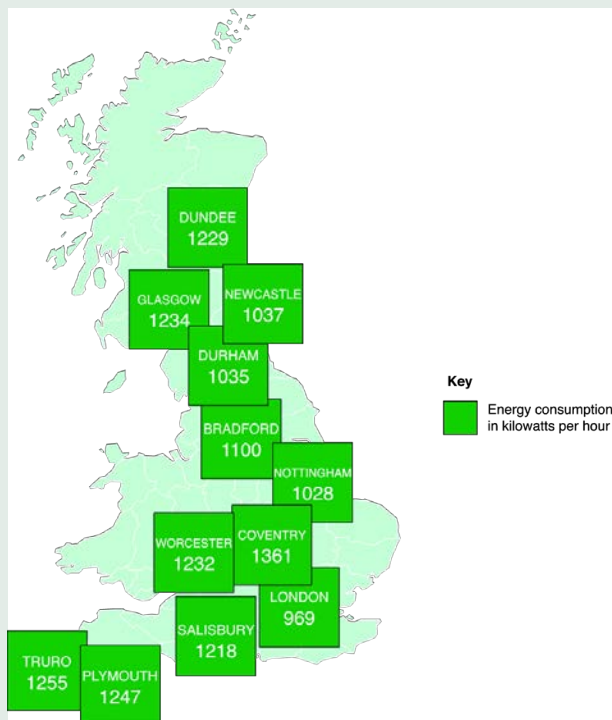 DUNDEE
1229
GLASGOW
1234
NEWCASTLE
1037
DURHAM
1035
BRADFORD
1100
NOTTINGHAM
1028
WORCESTER
1232
COVENTRY
1361
LONDON
969
SALISBURY
1218
TRURO
1255
PLYMOUTH
1247
Key
Energy consumption
in kilowatts per hour